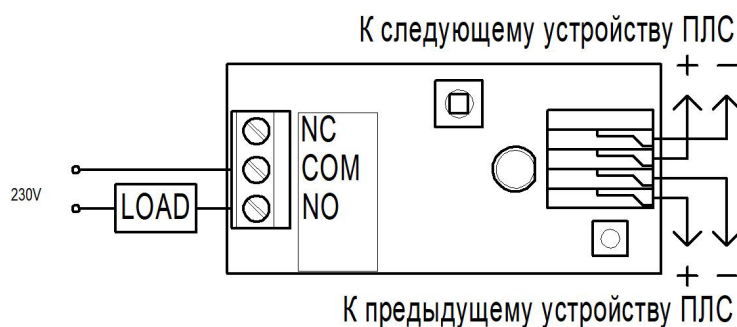 К следующему устройству ПЛС
+ −
NC
COM
NO
230V
LOAD
+ −
К предыдущему устройству ПЛС